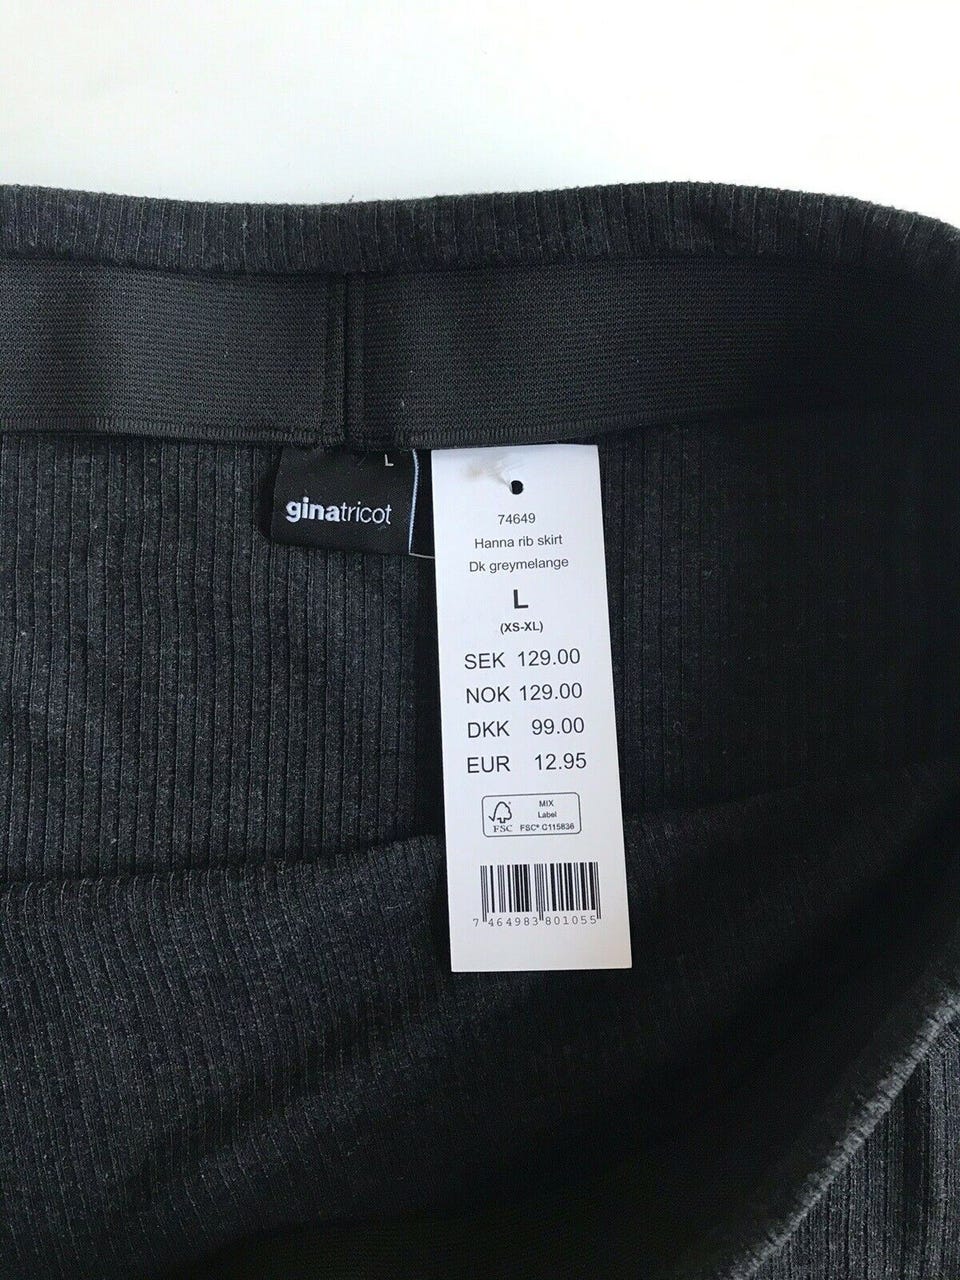 L
ginatricot
74649
Hanna rib skirt
Dk greymelange
L
(XS-XL)
SEK 129.00
NOK 129.00
DKK 99.00
EUR 12.95
MIX
Label
FSC FSC® C115836
7 464983 801055